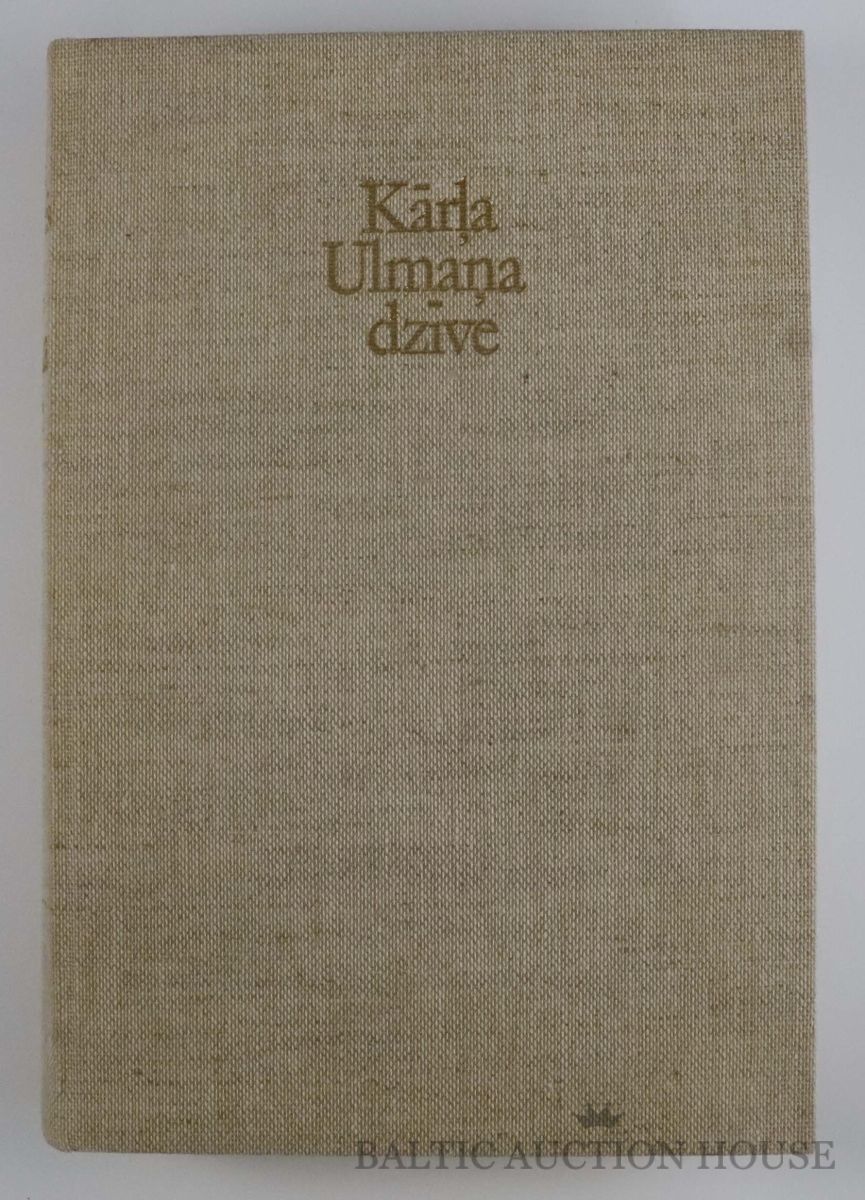 Kārļa
Ulmaņa
dzīve
BALTIC AUCTION HOUSE